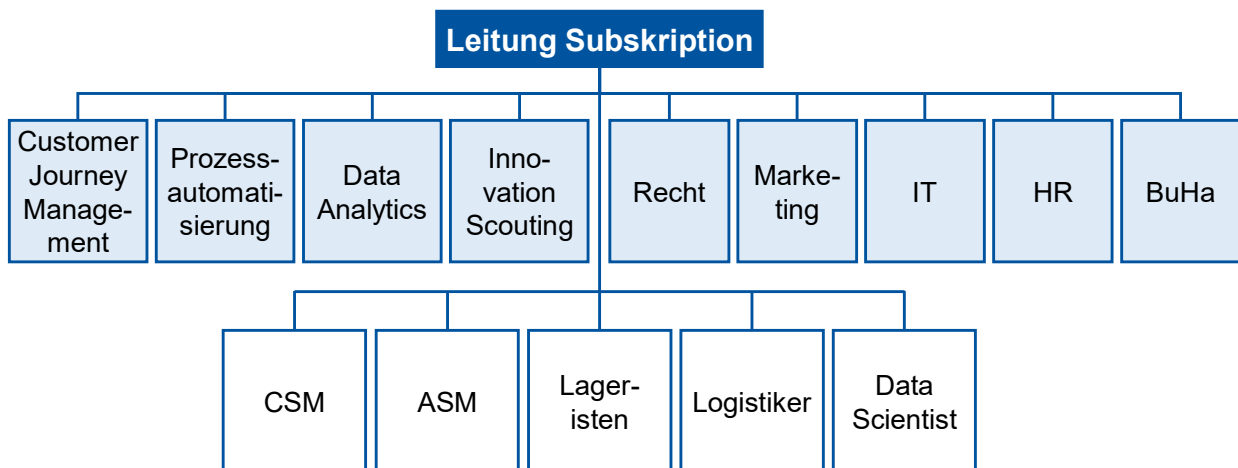 Leitung Subskription
Customer
Journey
Manage-
ment
Prozess-
automati-
sierung
Data
Analytics
Inno-
vation
Scouting
Recht
Marke-
ting
IT
HR
BuHa
CSM
ASM
Lager-
isten
Logistiker
Data
Scientist